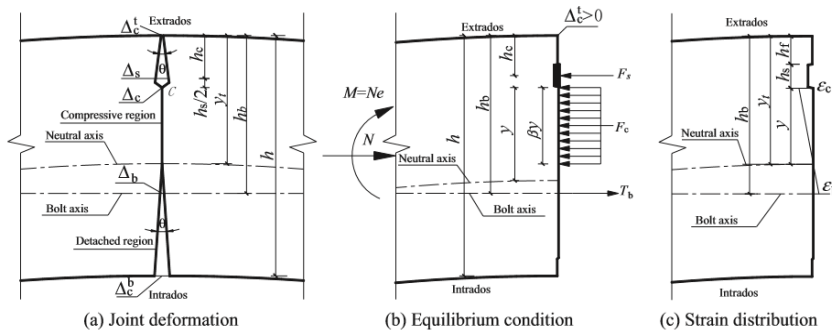 Δ_c^t
Extrados
Δ_s
θ
Δ_c
C
h_c
h_s/2
y_t
h_b
h
Compressive region
Neutral axis
Δ_b
Bolt axis
θ
Detached region
Δ_c^b
Intrados
(a) Joint deformation
Extrados
Δ_c^t>0
h_c
h_b
h
F_s
M=Ne
N
y
βy
F_c
Neutral axis
T_b
Bolt axis
Intrados
(b) Equilibrium condition
Extrados
h_f
h_s
y_t
h_b
y
ε_c
Neutral axis
Bolt axis
Intrados
(c) Strain distribution